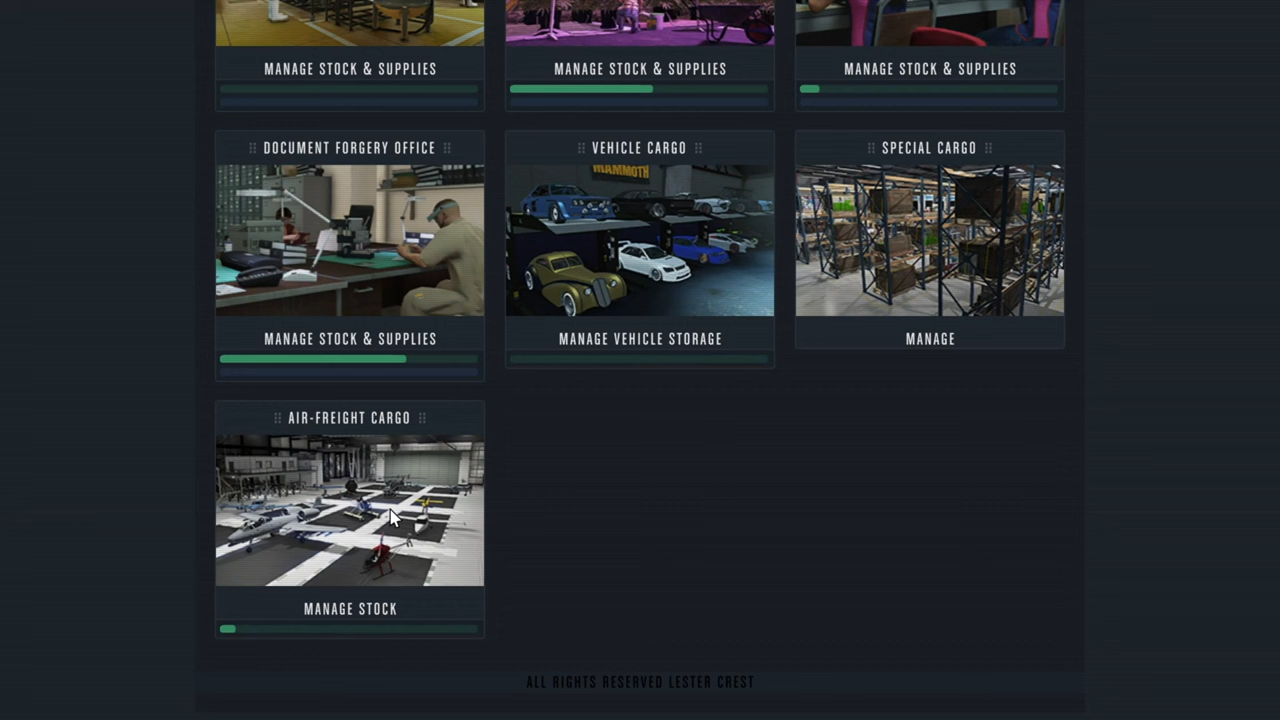 MANAGE STOCK & SUPPLIES
MANAGE STOCK & SUPPLIES
MANAGE STOCK & SUPPLIES
DOCUMENT FORGERY OFFICE
VEHICLE CARGO
SPECIAL CARGO
MAMMOTH
MANAGE STOCK & SUPPLIES
MANAGE VEHICLE STORAGE
MANAGE
AIR-FREIGHT CARGO
MANAGE STOCK
ALL RIGHTS RESERVED LESTER CREST